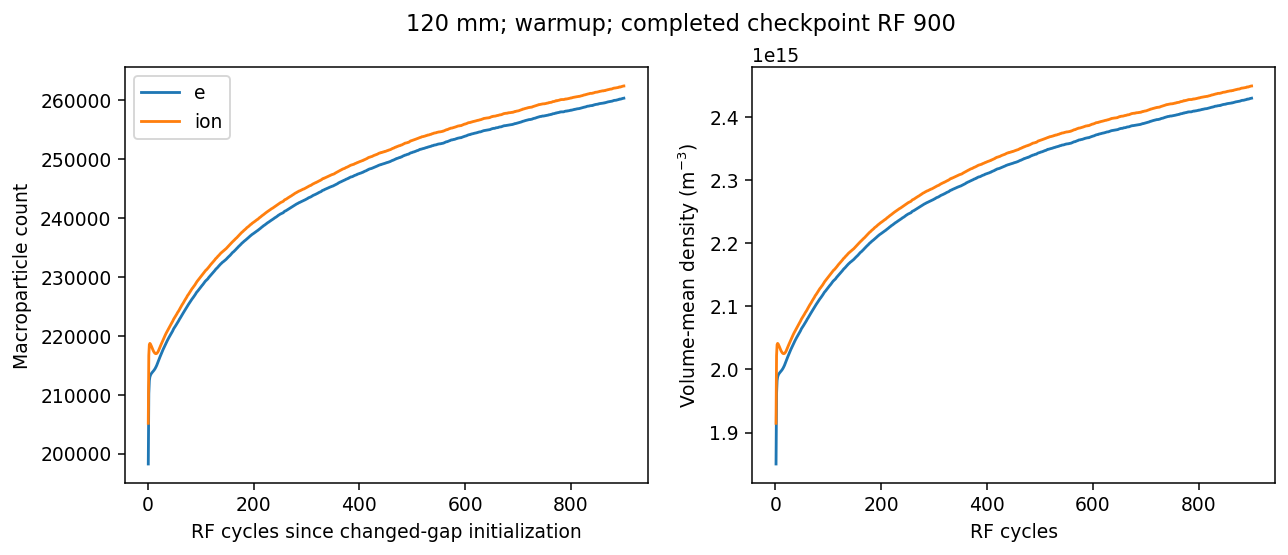 120 mm; warmup; completed checkpoint RF 900
1e15
e
ion
Macroparticle count
260000
250000
240000
230000
220000
210000
200000
0 200 400 600 800
RF cycles since changed-gap initialization
Volume-mean density (m⁻³)
2.4
2.3
2.2
2.1
2.0
1.9
0 200 400 600 800
RF cycles